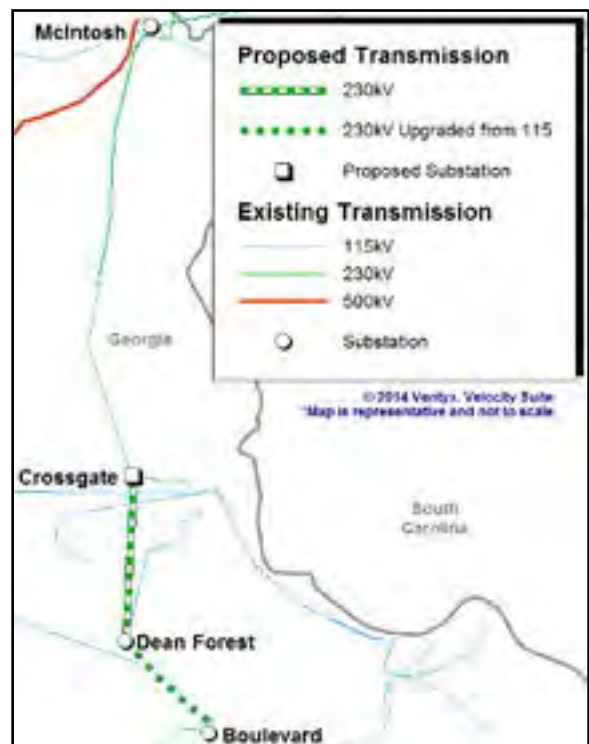 McIntosh
Proposed Transmission
230kV
230kV Upgraded from 115
Proposed Substation
Existing Transmission
115kV
230kV
500kV
Substation
Georgia
© 2014 Ventyx. Velocity Suite
*Map is representative and not to scale
Crossgate
South
Carolina
Dean Forest
Boulevard